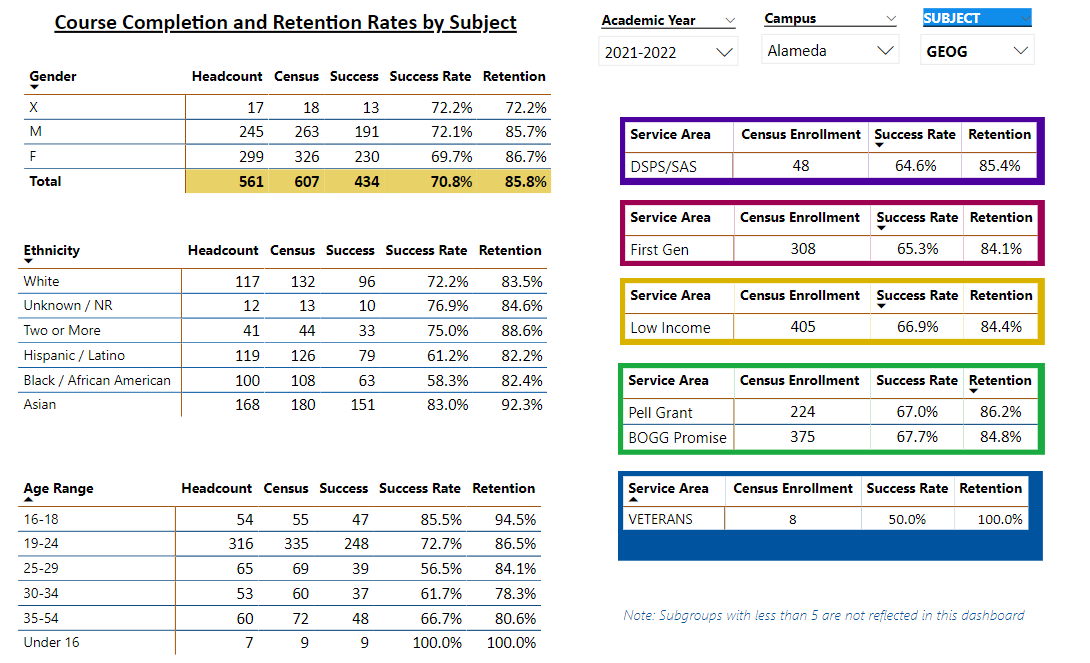 Course Completion and Retention Rates by Subject
Academic Year
2021-2022
Campus
Alameda
SUBJECT
GEOG
Gender Headcount Census Success Success Rate Retention
X 17 18 13 72.2% 72.2%
M 245 263 191 72.1% 85.7%
F 299 326 230 69.7% 86.7%
Total 561 607 434 70.8% 85.8%
Ethnicity Headcount Census Success Success Rate Retention
White 117 132 96 72.2% 83.5%
Unknown / NR 12 13 10 76.9% 84.6%
Two or More 41 44 33 75.0% 88.6%
Hispanic / Latino 119 126 79 61.2% 82.2%
Black / African American 100 108 63 58.3% 82.4%
Asian 168 180 151 83.0% 92.3%
Age Range Headcount Census Success Success Rate Retention
16-18 54 55 47 85.5% 94.5%
19-24 316 335 248 72.7% 86.5%
25-29 65 69 39 56.5% 84.1%
30-34 53 60 37 61.7% 78.3%
35-54 60 72 48 66.7% 80.6%
Under 16 7 9 9 100.0% 100.0%
Service Area Census Enrollment Success Rate Retention
DSPS/SAS 48 64.6% 85.4%
Service Area Census Enrollment Success Rate Retention
First Gen 308 65.3% 84.1%
Service Area Census Enrollment Success Rate Retention
Low Income 405 66.9% 84.4%
Service Area Census Enrollment Success Rate Retention
Pell Grant 224 67.0% 86.2%
BOGG Promise 375 67.7% 84.8%
Service Area Census Enrollment Success Rate Retention
VETERANS 8 50.0% 100.0%
Note: Subgroups with less than 5 are not reflected in this dashboard